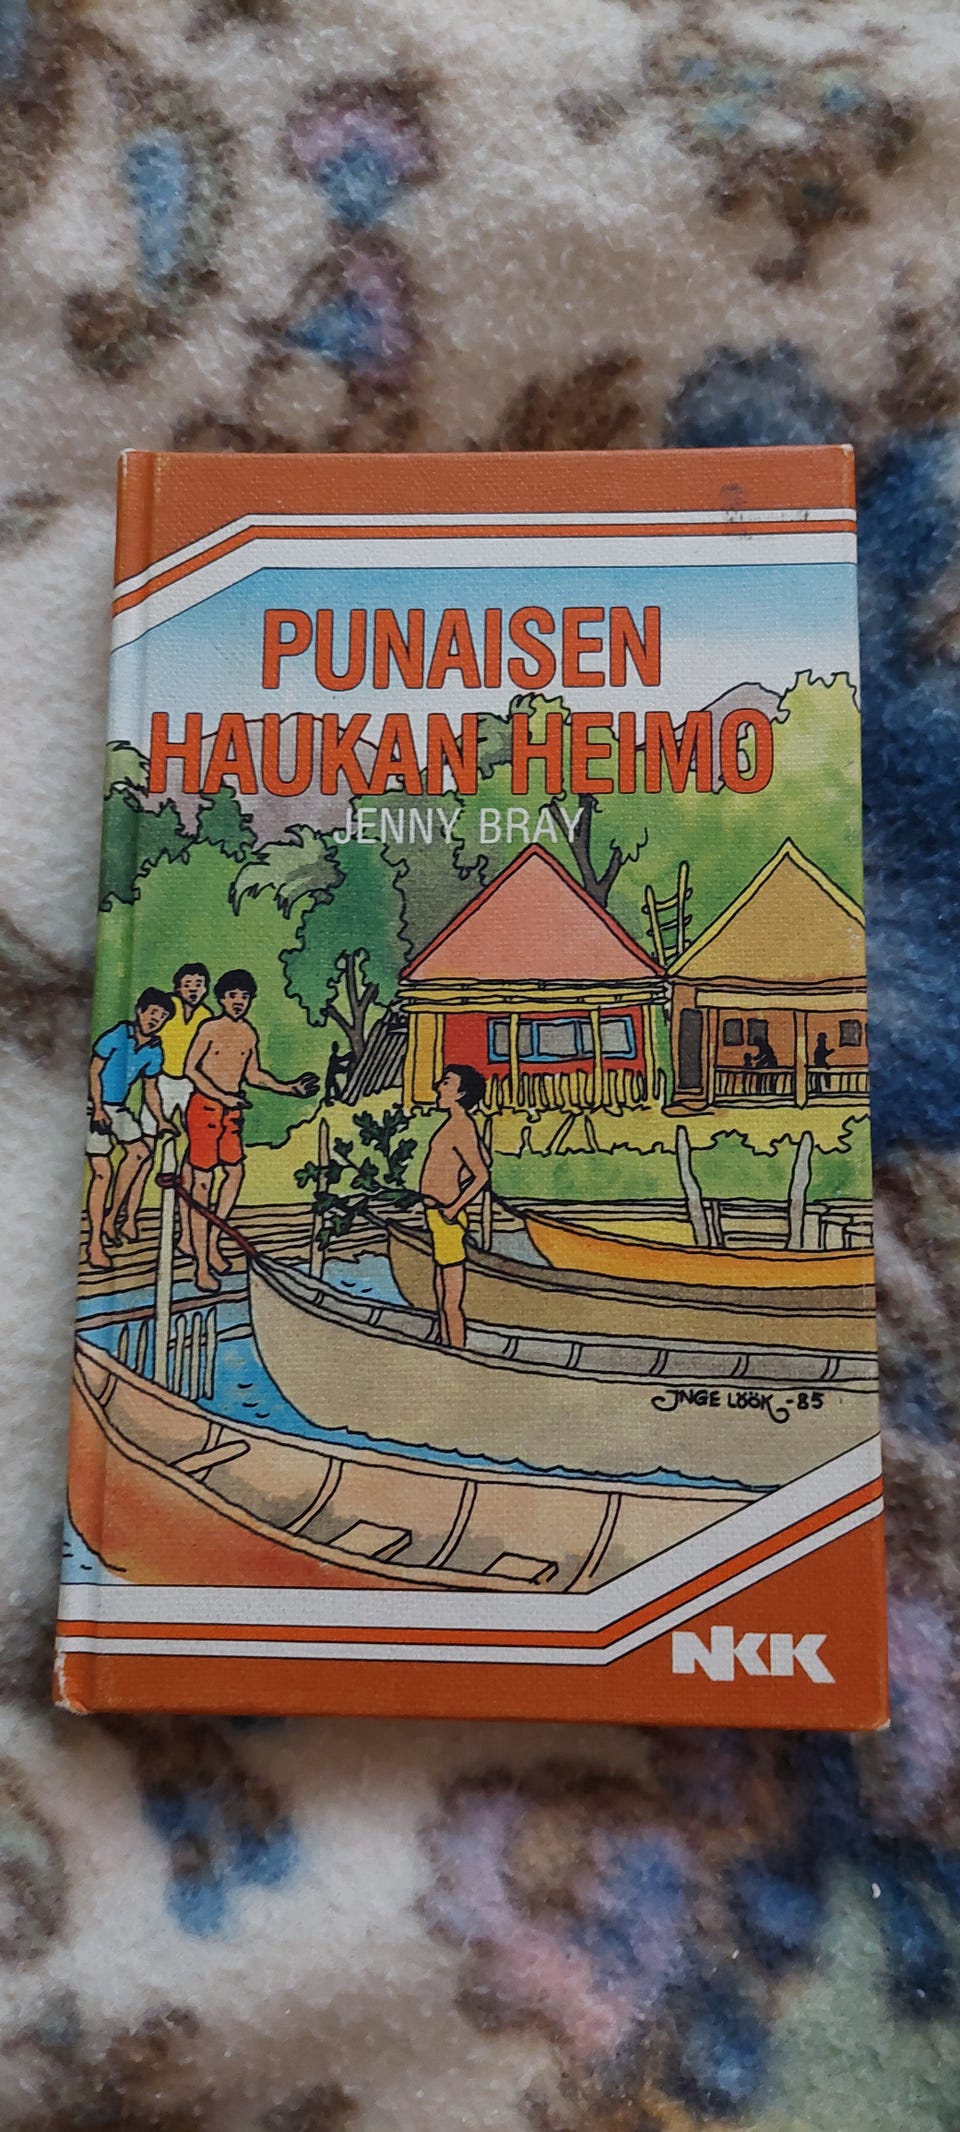 PUNAISEN
HAUKAN HEIMO
JENNY BRAY
INGE LÖÖK -85
NKK